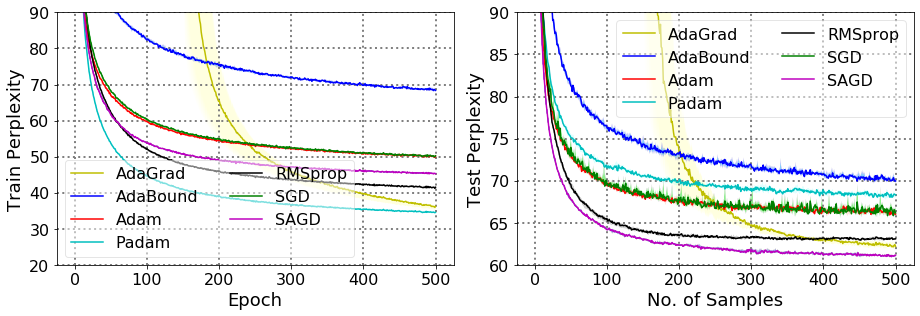 Train Perplexity
90
80
70
60
50
40
30
20
AdaGrad
AdaBound
Adam
Padam
RMSprop
SGD
SAGD
0 100 200 300 400 500
Epoch
Test Perplexity
90
85
80
75
70
65
60
AdaGrad
AdaBound
Adam
Padam
RMSprop
SGD
SAGD
0 100 200 300 400 500
No. of Samples